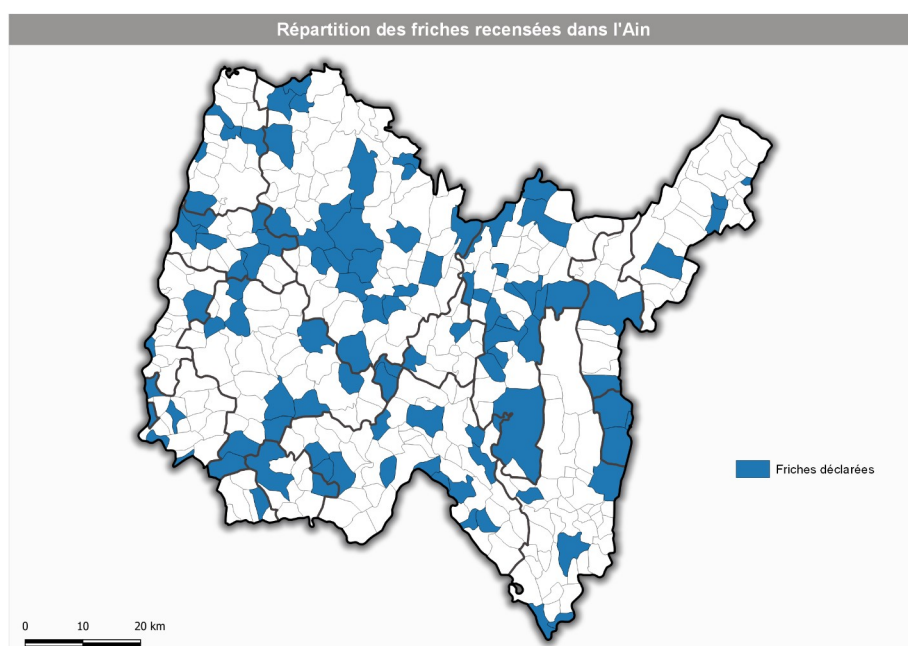 Répartition des friches recensées dans l'Ain
Friches déclarées
0 10 20 km